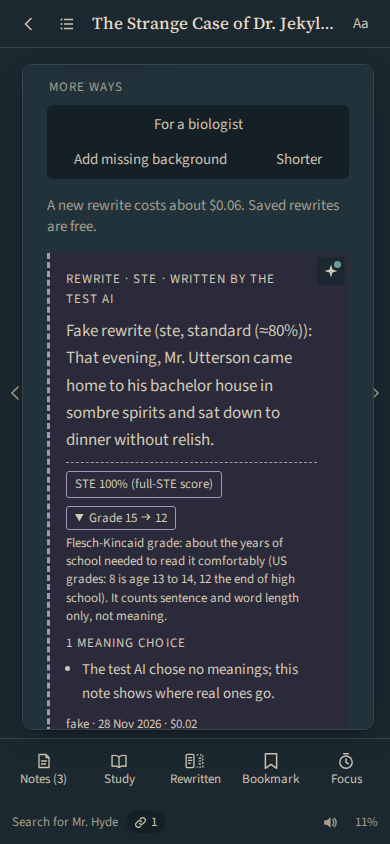 The Strange Case of Dr. Jekyl...
Aa
MORE WAYS
For a biologist
Add missing background
Shorter
A new rewrite costs about $0.06. Saved rewrites
are free.
REWRITE · STE · WRITTEN BY THE
TEST AI
Fake rewrite (ste, standard (≈80%)):
That evening, Mr. Utterson came
home to his bachelor house in
sombre spirits and sat down to
dinner without relish.
STE 100% (full-STE score)
▼ Grade 15 → 12
Flesch-Kincaid grade: about the years of
school needed to read it comfortably (US
grades: 8 is age 13 to 14, 12 the end of high
school). It counts sentence and word length
only, not meaning.
1 MEANING CHOICE
• The test AI chose no meanings; this
note shows where real ones go.
fake · 28 Nov 2026 · $0.02
Notes (3)
Study
Rewritten
Bookmark
Focus
Search for Mr. Hyde
1
11%